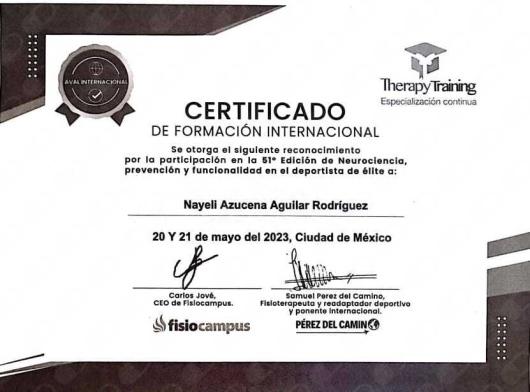 AVAL INTERNACIONAL
TherapyTraining
Especialización continua
CERTIFICADO
DE FORMACIÓN INTERNACIONAL
Se otorga el siguiente reconocimiento
por la participación en la 51ª Edición de Neurociencia,
prevención y funcionalidad en el deportista de élite a:
Nayeli Azucena Aguilar Rodríguez
20 Y 21 de mayo del 2023, Ciudad de México
Carlos Jové,
CEO de Fisiocampus.
fisiocampus
Samuel Perez del Camino,
Fisioterapeuta y readaptador deportivo
y ponente internacional.
PÉREZ DEL CAMINO